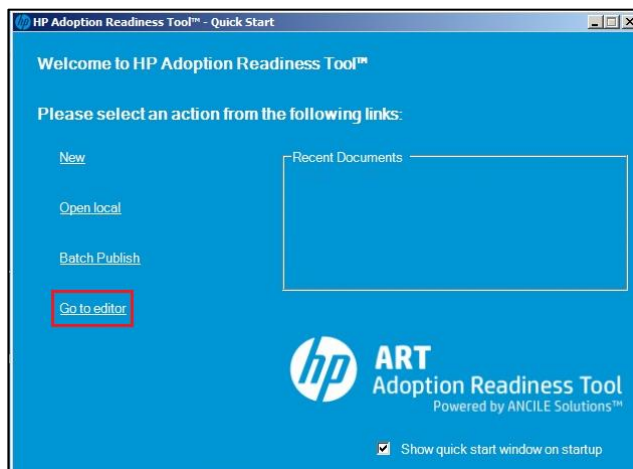 HP Adoption Readiness Tool™ - Quick Start
Welcome to HP Adoption Readiness Tool™
Please select an action from the following links:
New
Recent Documents
Open local
Batch Publish
Go to editor
hp
ART
Adoption Readiness Tool
Powered by ANCILE Solutions™
Show quick start window on startup